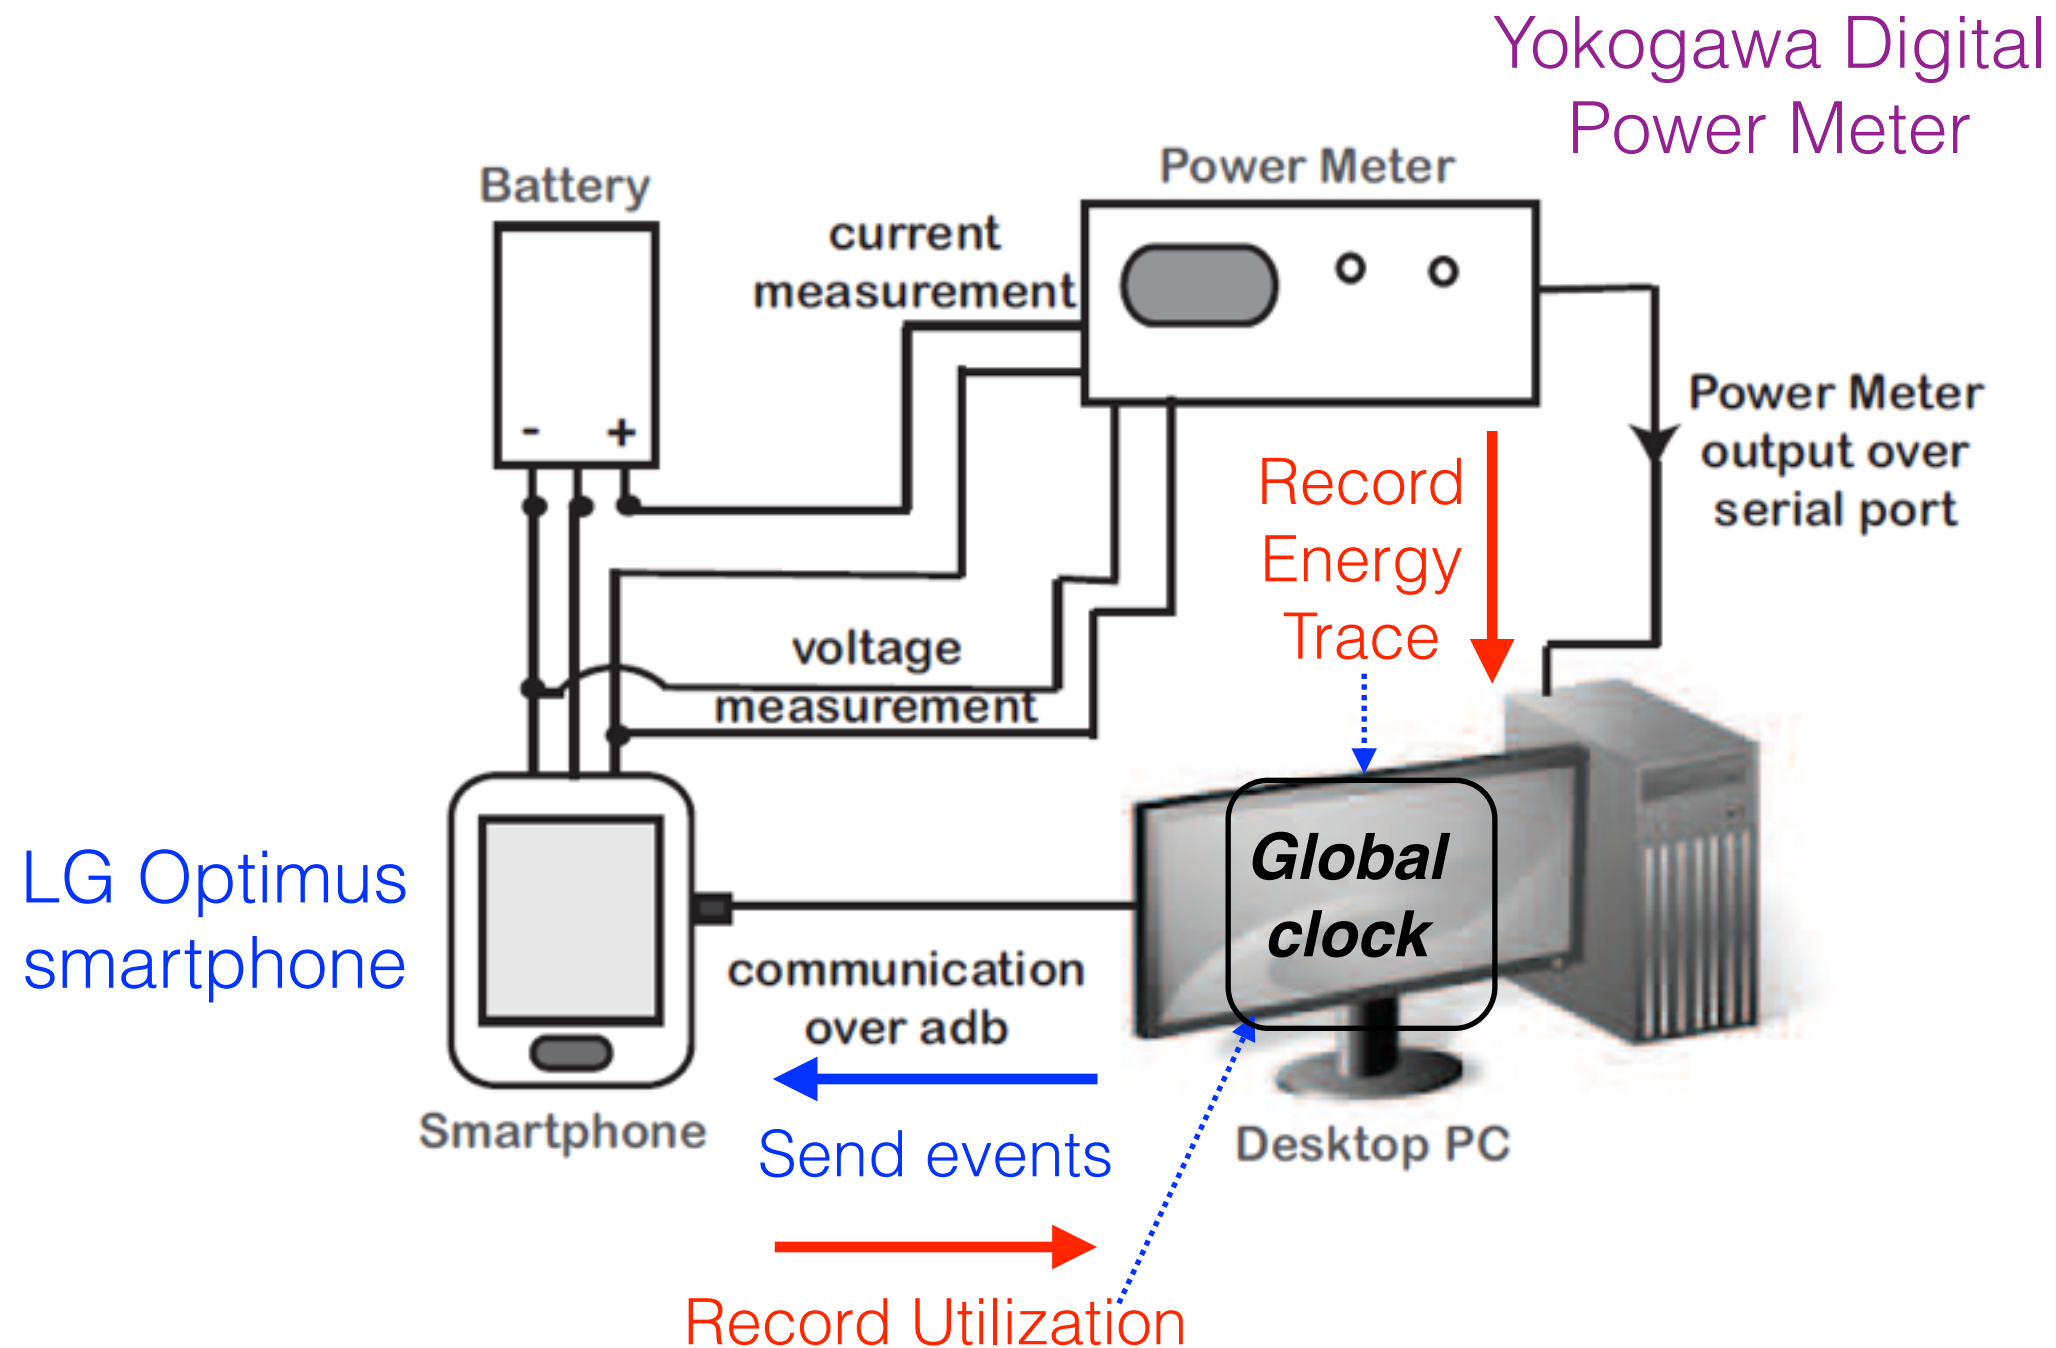 Yokogawa Digital
Power Meter
Battery
Power Meter
current
measurement
- +
Power Meter
output over
serial port
Record
Energy
Trace
voltage
measurement
LG Optimus
smartphone
Global
clock
communication
over adb
Smartphone
Send events
Desktop PC
Record Utilization